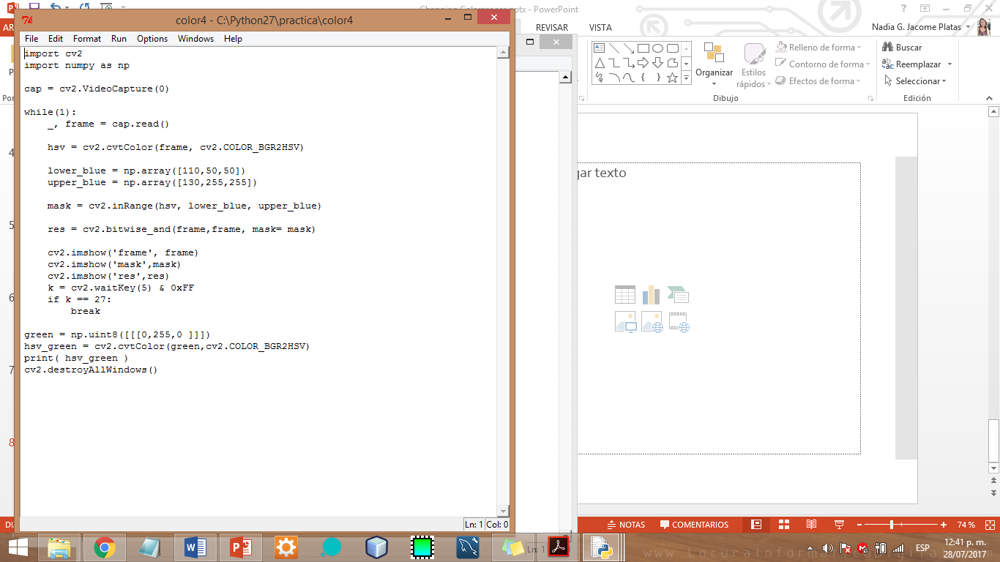 Changing Colorspaces.pptx - PowerPoint
color4 - C:\Python27\practica\color4
File Edit Format Run Options Windows Help
REVISAR VISTA
Nadia G. Jacome Platas
import cv2
import numpy as np

cap = cv2.VideoCapture(0)

while(1):
    _, frame = cap.read()

    hsv = cv2.cvtColor(frame, cv2.COLOR_BGR2HSV)

    lower_blue = np.array([110,50,50])
    upper_blue = np.array([130,255,255])

    mask = cv2.inRange(hsv, lower_blue, upper_blue)

    res = cv2.bitwise_and(frame,frame, mask= mask)

    cv2.imshow('frame', frame)
    cv2.imshow('mask',mask)
    cv2.imshow('res',res)
    k = cv2.waitKey(5) & 0xFF
    if k == 27:
        break

green = np.uint8([[[0,255,0 ]]])
hsv_green = cv2.cvtColor(green,cv2.COLOR_BGR2HSV)
print( hsv_green )
cv2.destroyAllWindows()
Ln: 1 Col: 0
Organizar
Estilos
rápidos
Relleno de forma
Contorno de forma
Efectos de forma
Dibujo
Buscar
Reemplazar
Seleccionar
Edición
4
5
6
7
8
gar texto
NOTAS COMENTARIOS 74 %
Ln: 1
ESP
12:41 p. m.
28/07/2017